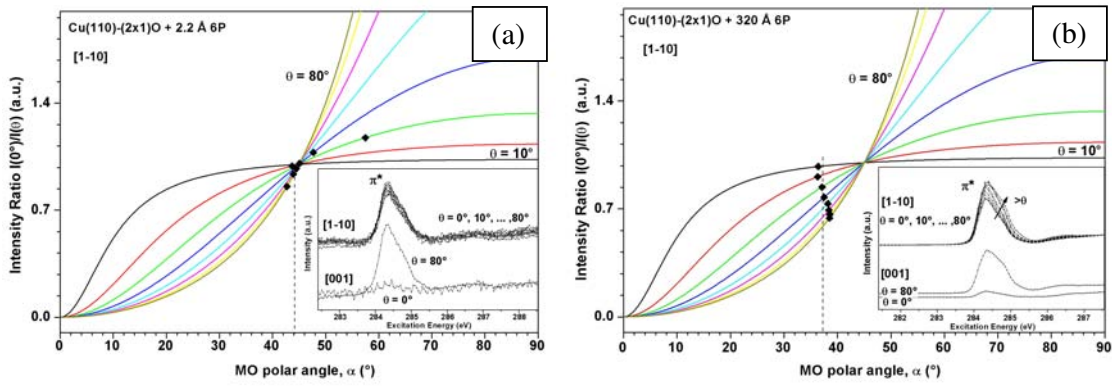 Cu(110)-(2x1)O + 2.2 Å 6P
(a)
[1-10]
θ = 80°
1.4
θ = 10°
0.7
0.0
Intensity Ratio I(0°)/I(θ) (a.u.)
π*
[1-10]
θ = 0°, 10°, ... ,80°
[001]
θ = 80°
θ = 0°
Intensity (a.u.)
283 284 285 286 287 288
Excitation Energy (eV)
0 10 20 30 40 50 60 70 80 90
MO polar angle, α (°)
Cu(110)-(2x1)O + 320 Å 6P
(b)
[1-10]
θ = 80°
1.4
θ = 10°
0.7
0.0
Intensity Ratio I(0°)/I(θ) (a.u.)
π*
[1-10]
>θ
θ = 0°, 10°, ... ,80°
[001]
θ = 80°
θ = 0°
Intensity (a.u.)
282 283 284 285 286 287
Excitation Energy (eV)
0 10 20 30 40 50 60 70 80 90
MO polar angle, α (°)